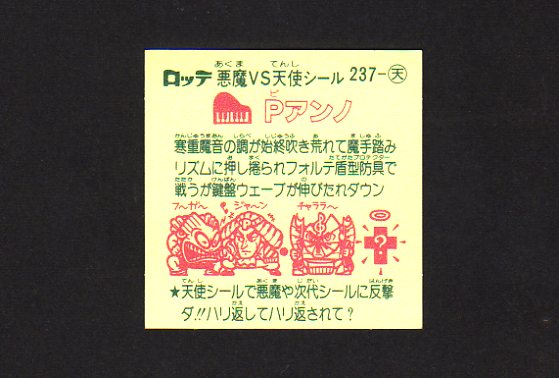 ロッテ 悪魔VS天使シール 237-天
Pアンノ
寒重魔音の調が始終吹き荒れて魔手踏み
リズムに押し捲られフォルテ盾型防具で
戦うが鍵盤ウェーブが伸びたれダウン
フ〜ガ〜 ジャ〜ン チャララ〜
?
★天使シールで悪魔や次代シールに反撃
ダ!!ハリ返してハリ返されて?